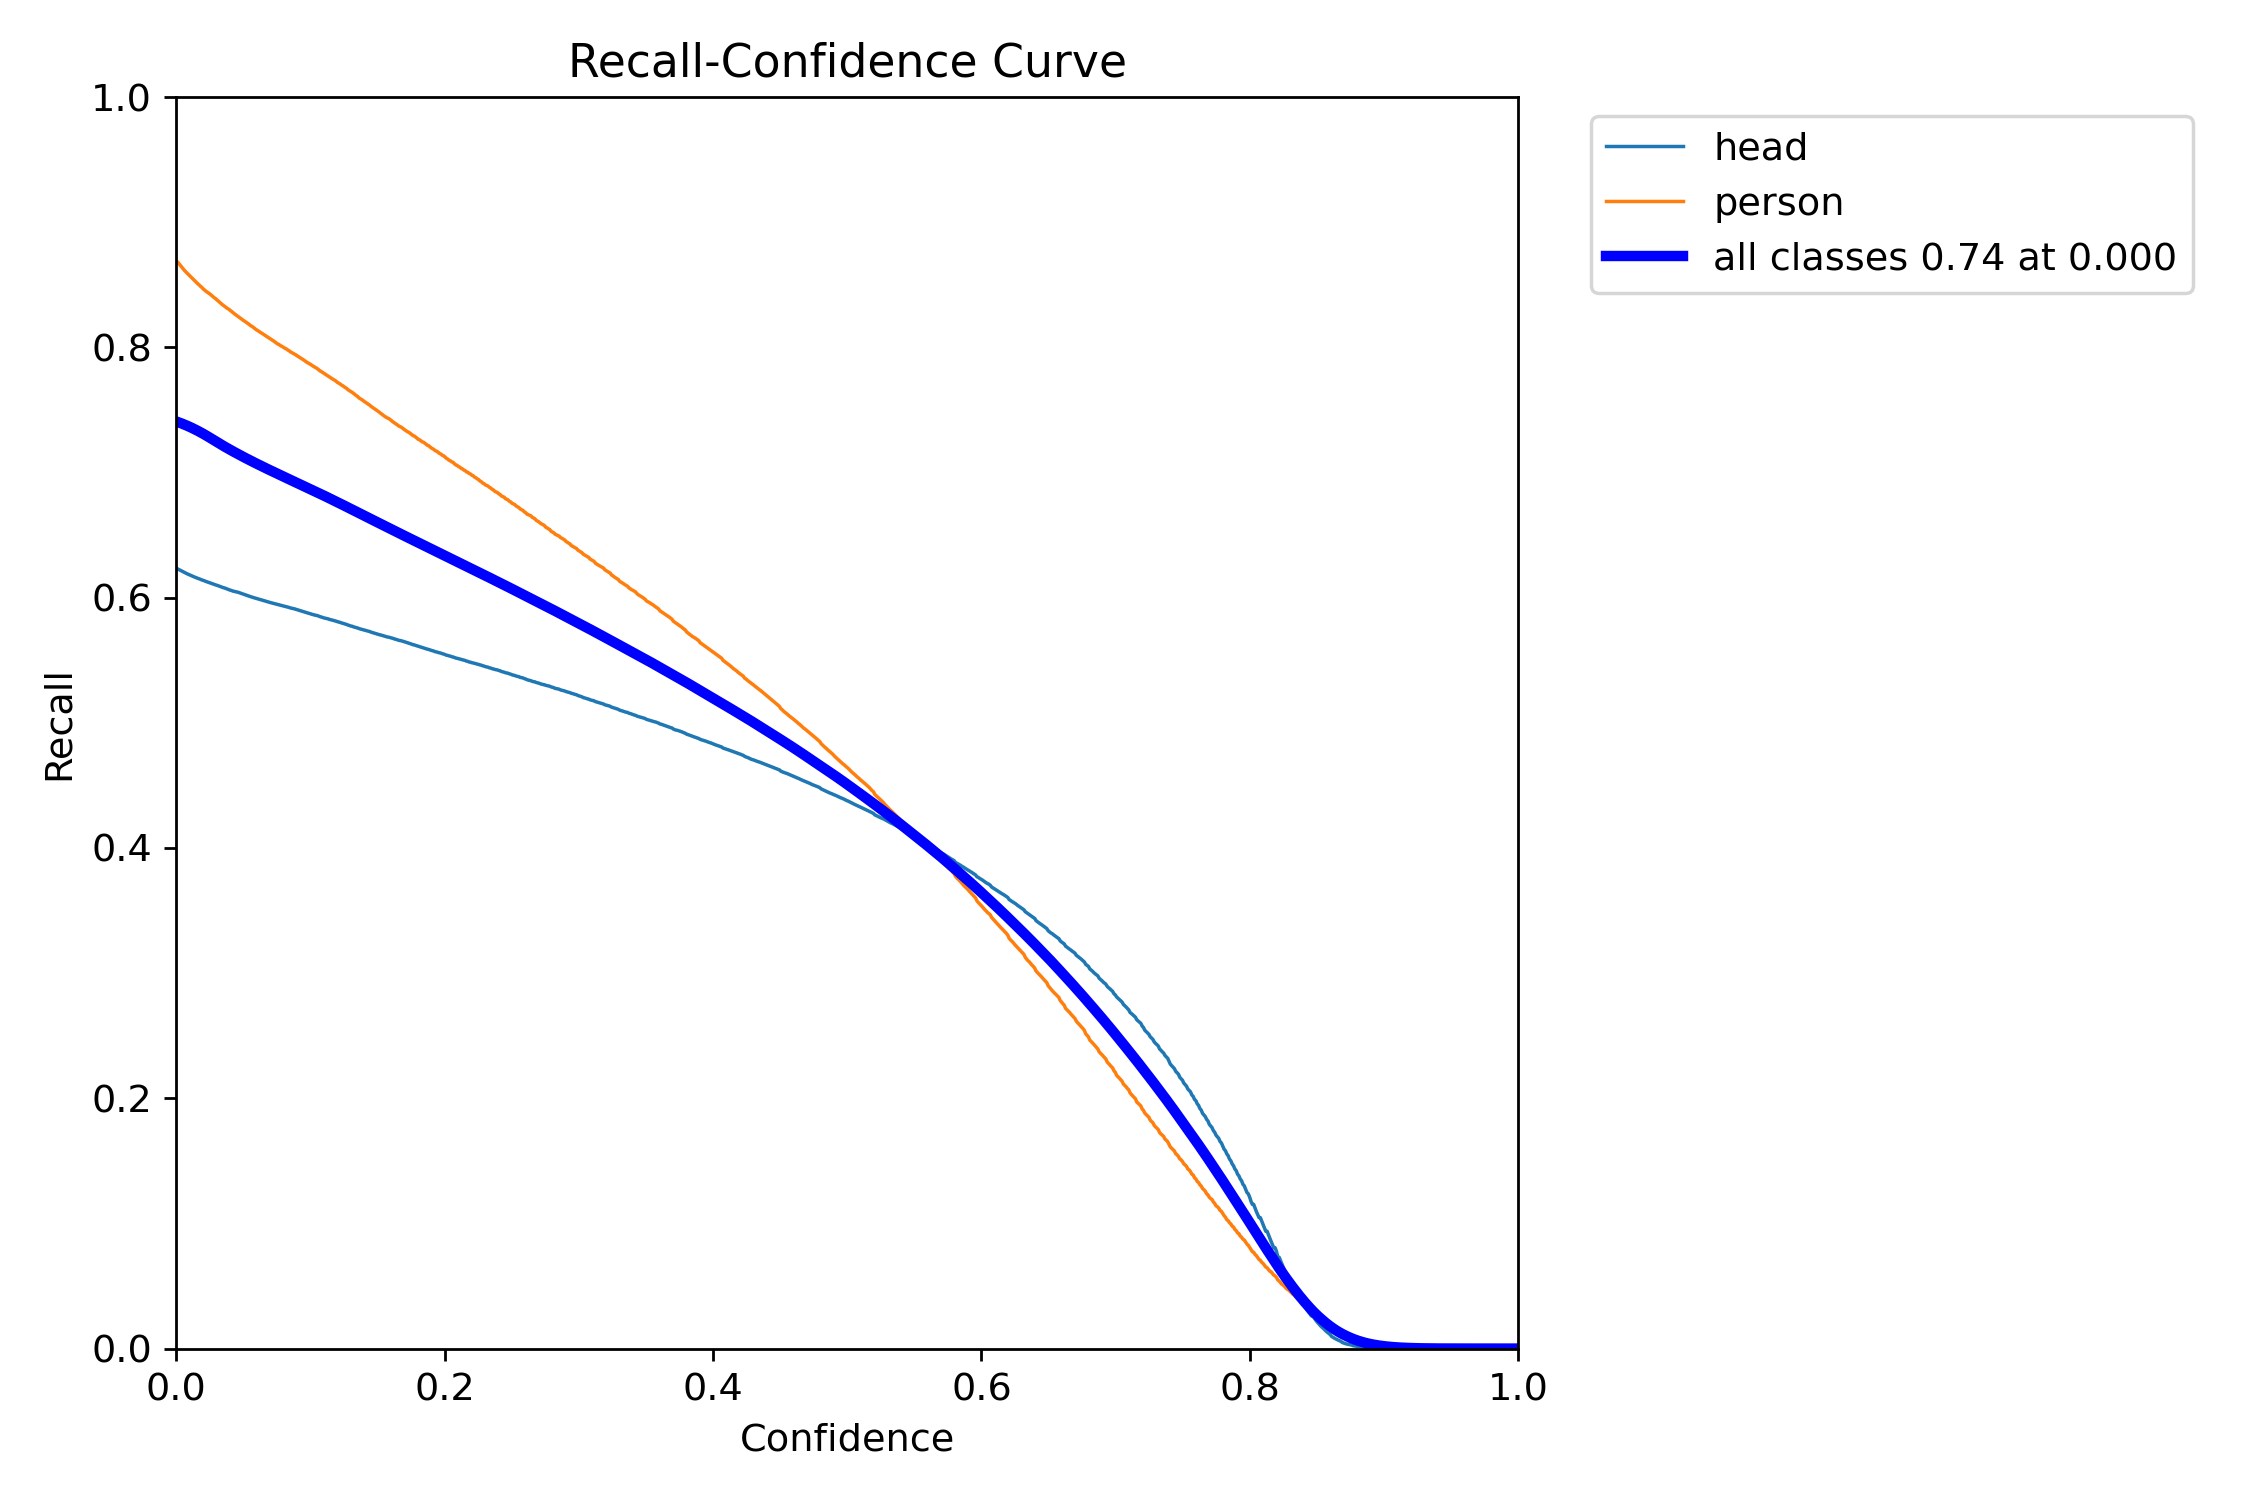 Recall-Confidence Curve
1.0
0.8
0.6
0.4
0.2
0.0
Recall
0.0 0.2 0.4 0.6 0.8 1.0
Confidence
head
person
all classes 0.74 at 0.000